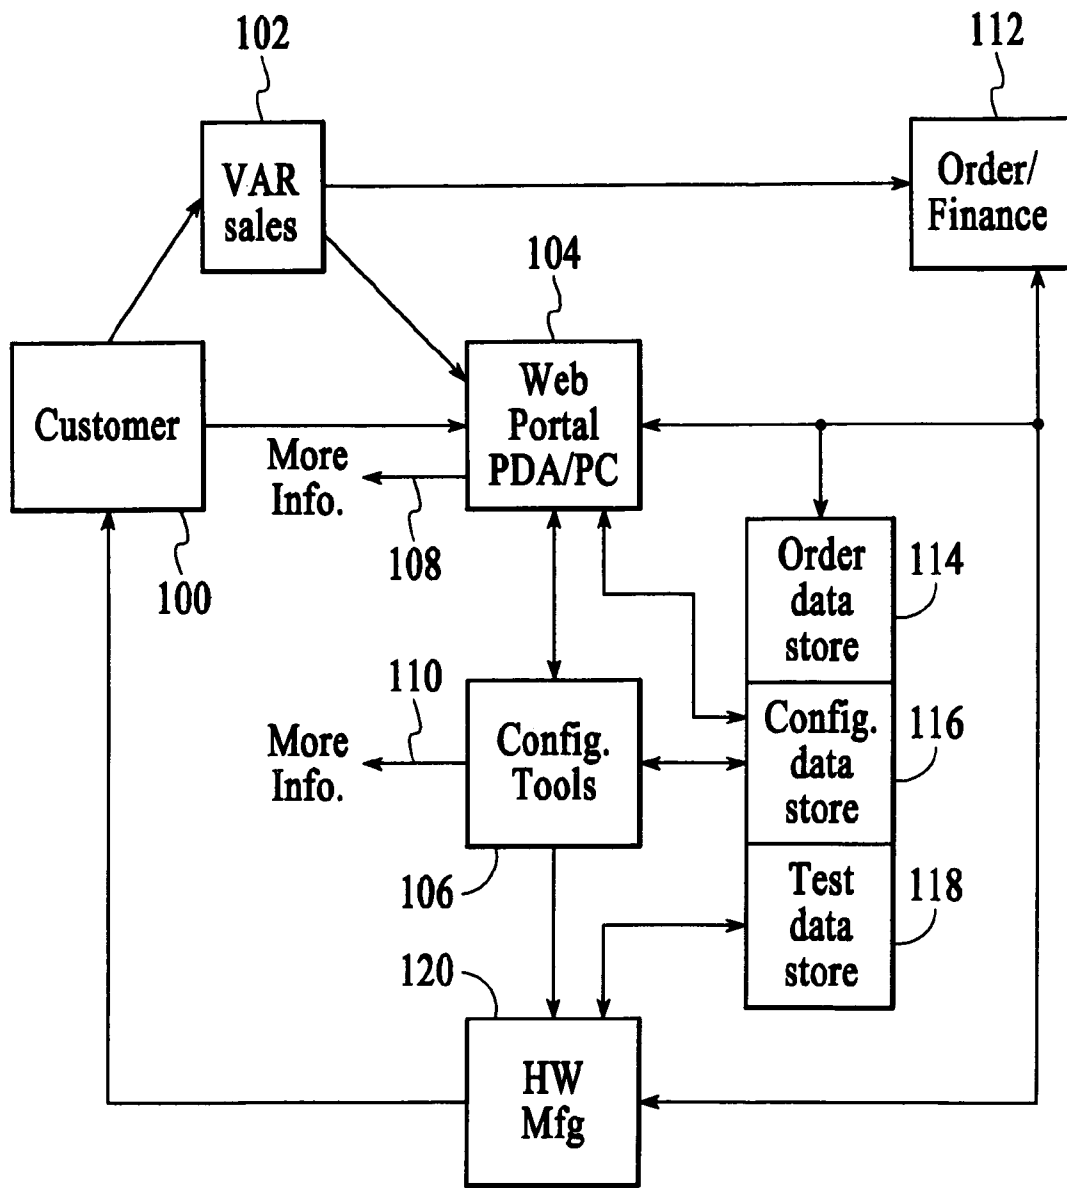 102
112
VAR
sales
Order/
Finance
104
Customer
Web
Portal
PDA/PC
More
Info.
108
100
Order
data
store
114
110
More
Info.
Config.
Tools
Config.
data
store
116
106
Test
data
store
118
120
HW
Mfg